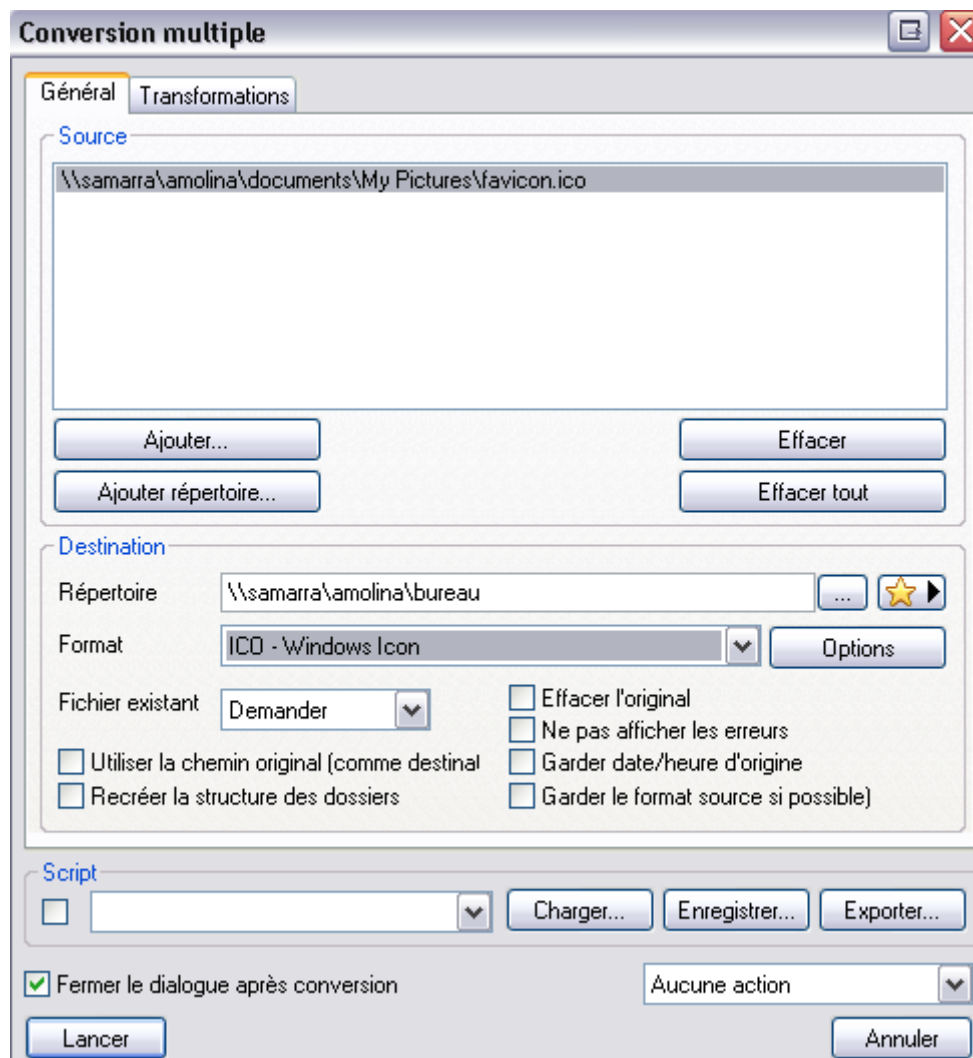 Conversion multiple
Général
Transformations
Source
\\samarra\amolina\documents\My Pictures\favicon.ico
Ajouter...
Effacer
Ajouter répertoire...
Effacer tout
Destination
Répertoire
\\samarra\amolina\bureau
...
Format
ICO - Windows Icon
Options
Fichier existant
Demander
Effacer l'original
Ne pas afficher les erreurs
Utiliser la chemin original (comme destinat
Garder date/heure d'origine
Recréer la structure des dossiers
Garder le format source si possible)
Script
Charger...
Enregistrer...
Exporter...
Fermer le dialogue après conversion
Aucune action
Lancer
Annuler